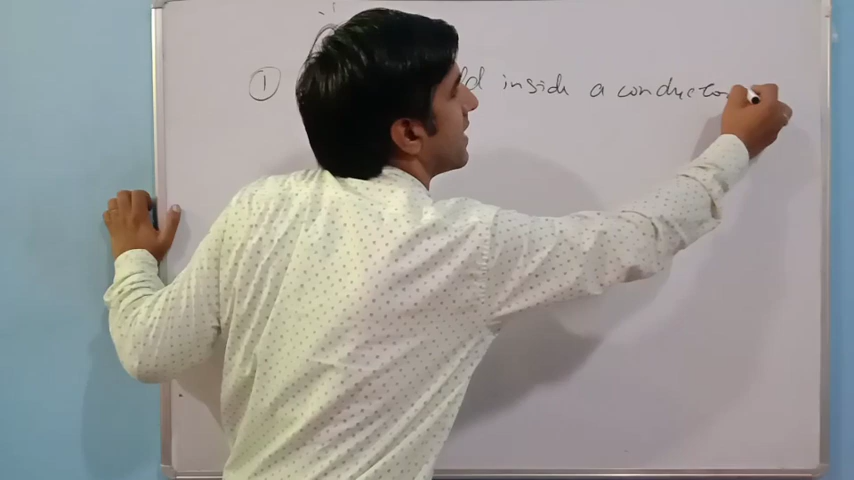 ① ld inside a conducto